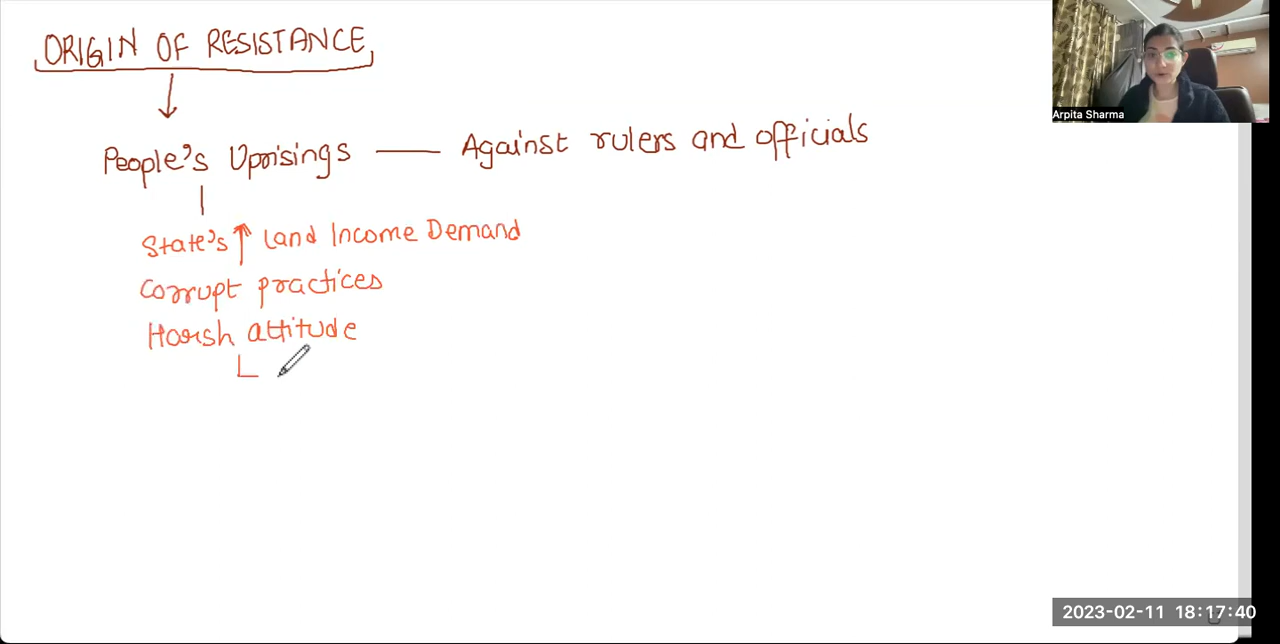 ORIGIN OF RESISTANCE
Arpita Sharma
People's Uprisings — Against rulers and officials
State's ↑ Land Income Demand
Corrupt practices
Harsh attitude
2023-02-11 18:17:40